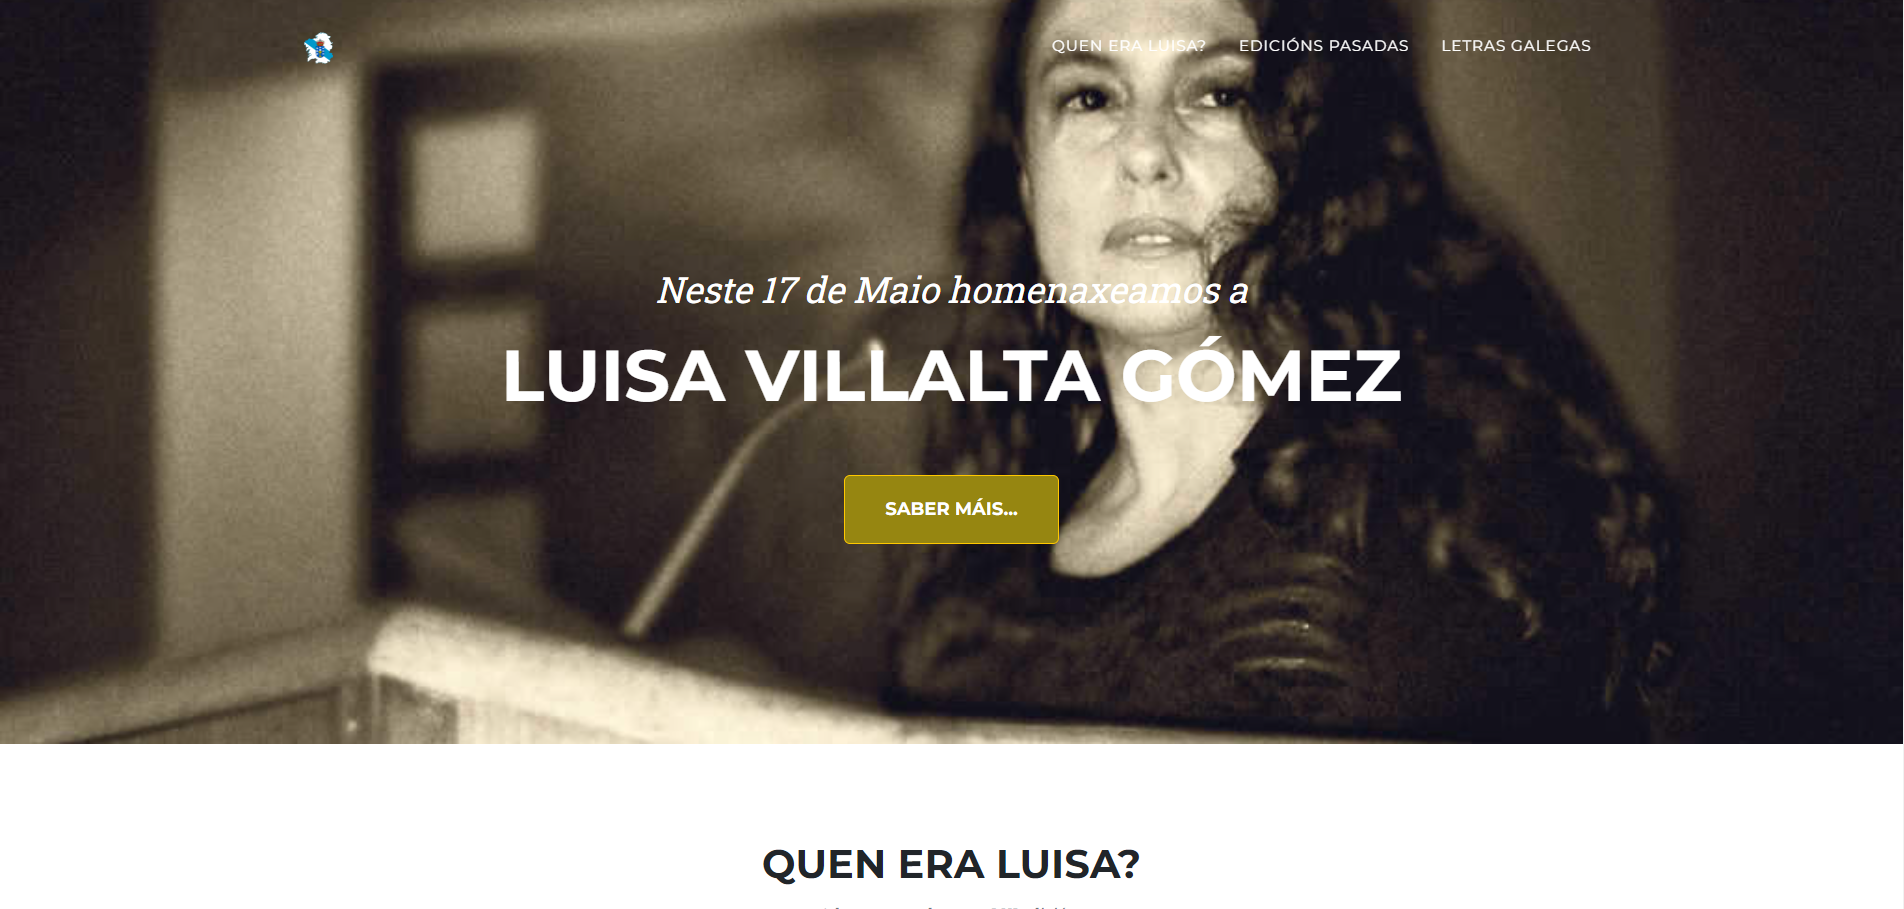 QUEN ERA LUISA?
EDICIÓNS PASADAS
LETRAS GALEGAS
Neste 17 de Maio homenaxeamos a
LUISA VILLALTA GÓMEZ
SABER MÁIS...
QUEN ERA LUISA?